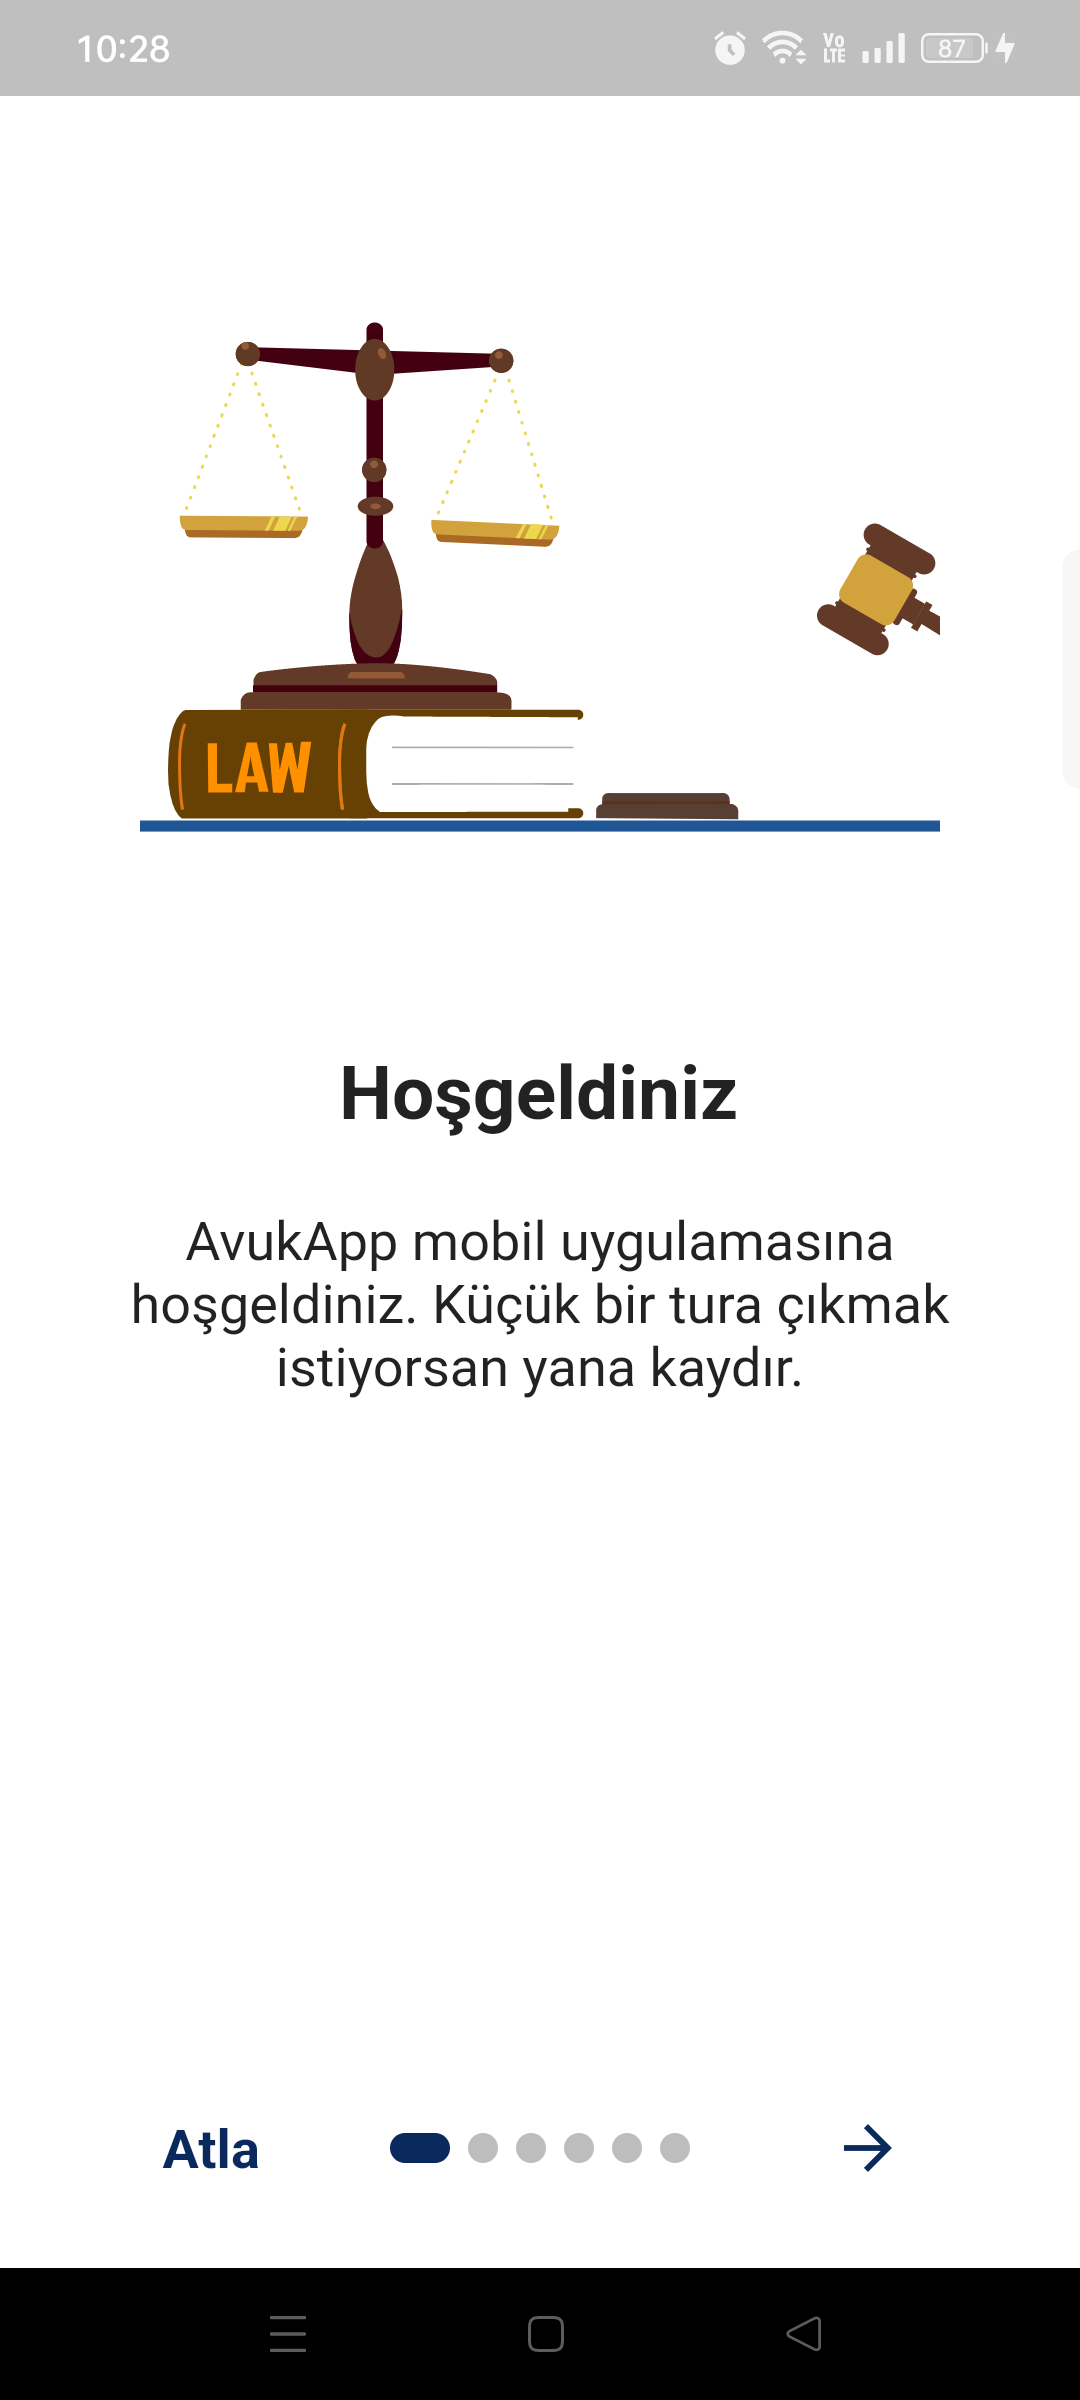 10:28
Vo
LTE
87
LAW
Hoşgeldiniz
AvukApp mobil uygulamasına
hoşgeldiniz. Küçük bir tura çıkmak
istiyorsan yana kaydır.
Atla